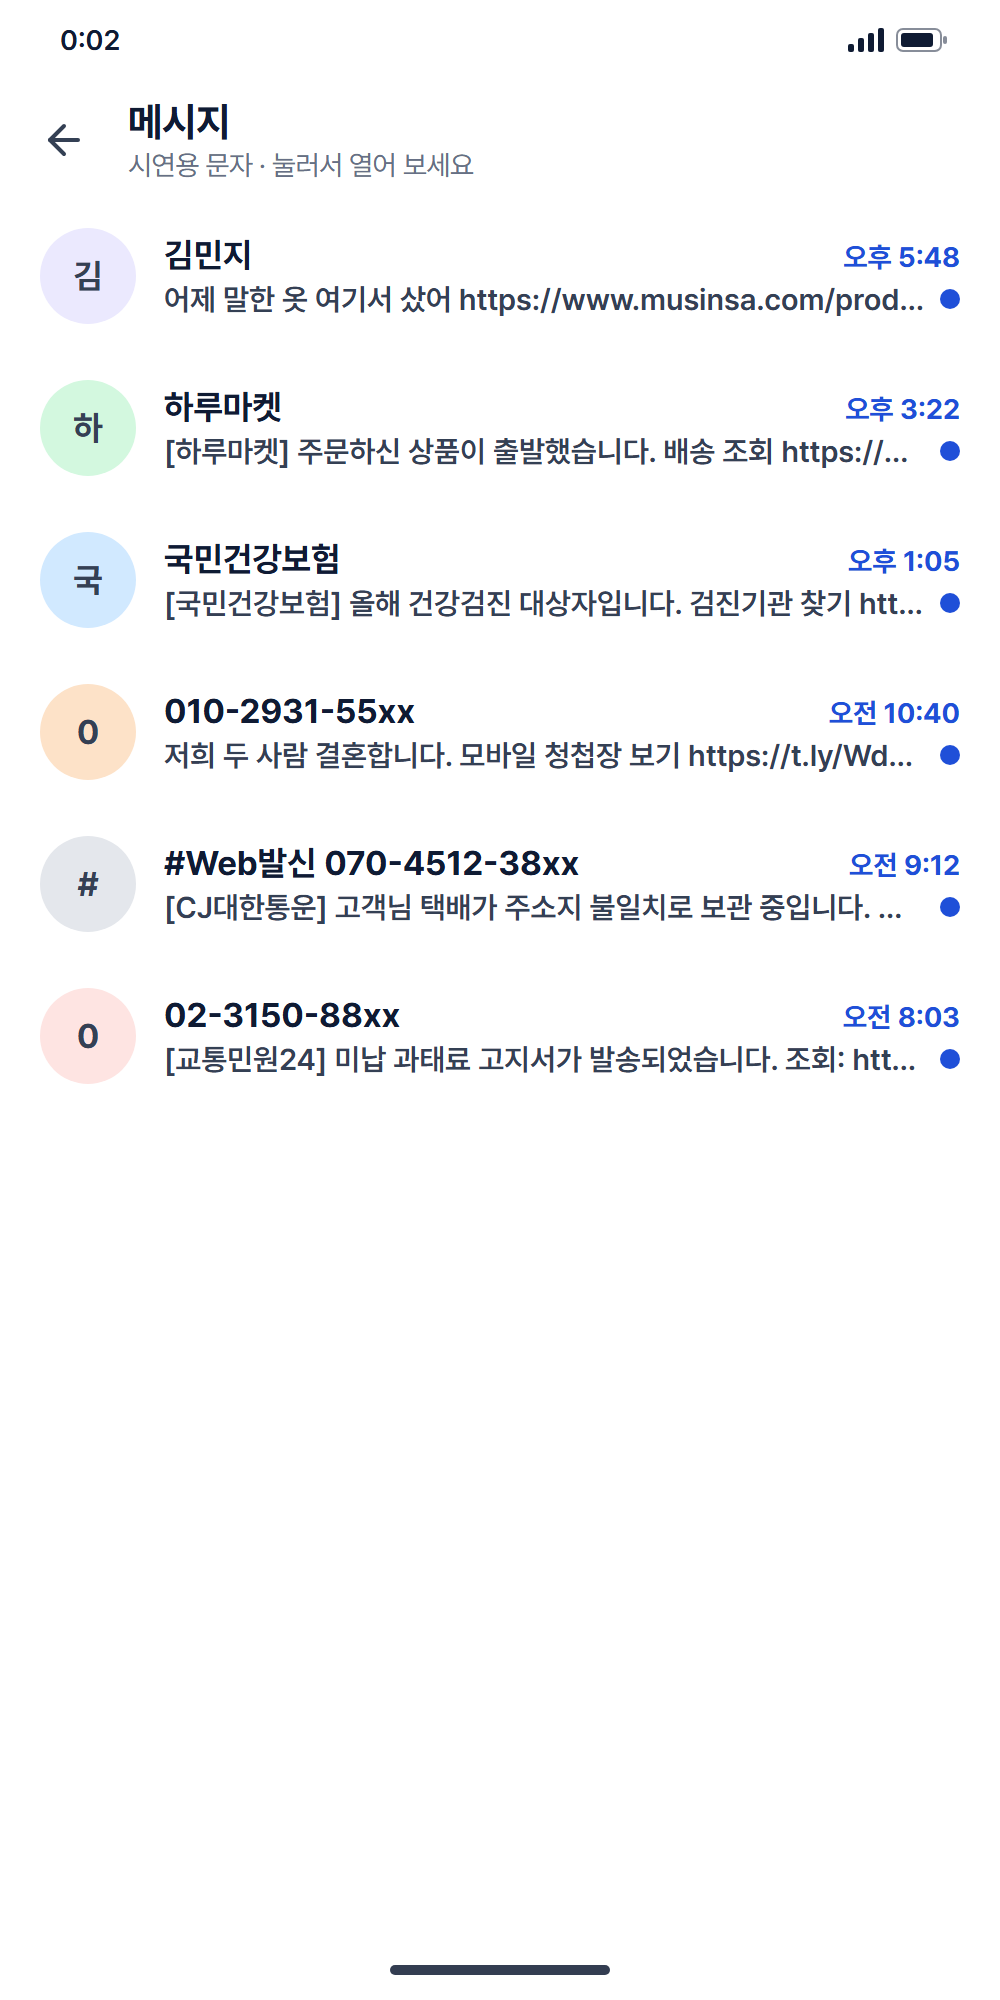 0:02
메시지
시연용 문자 · 눌러서 열어 보세요
김
김민지
오후 5:48
어제 말한 옷 여기서 샀어 https://www.musinsa.com/prod...
하
하루마켓
오후 3:22
[하루마켓] 주문하신 상품이 출발했습니다. 배송 조회 https://...
국
국민건강보험
오후 1:05
[국민건강보험] 올해 건강검진 대상자입니다. 검진기관 찾기 htt...
0
010-2931-55xx
오전 10:40
저희 두 사람 결혼합니다. 모바일 청첩장 보기 https://t.ly/Wd...
#
#Web발신 070-4512-38xx
오전 9:12
[CJ대한통운] 고객님 택배가 주소지 불일치로 보관 중입니다. ...
0
02-3150-88xx
오전 8:03
[교통민원24] 미납 과태료 고지서가 발송되었습니다. 조회: htt...